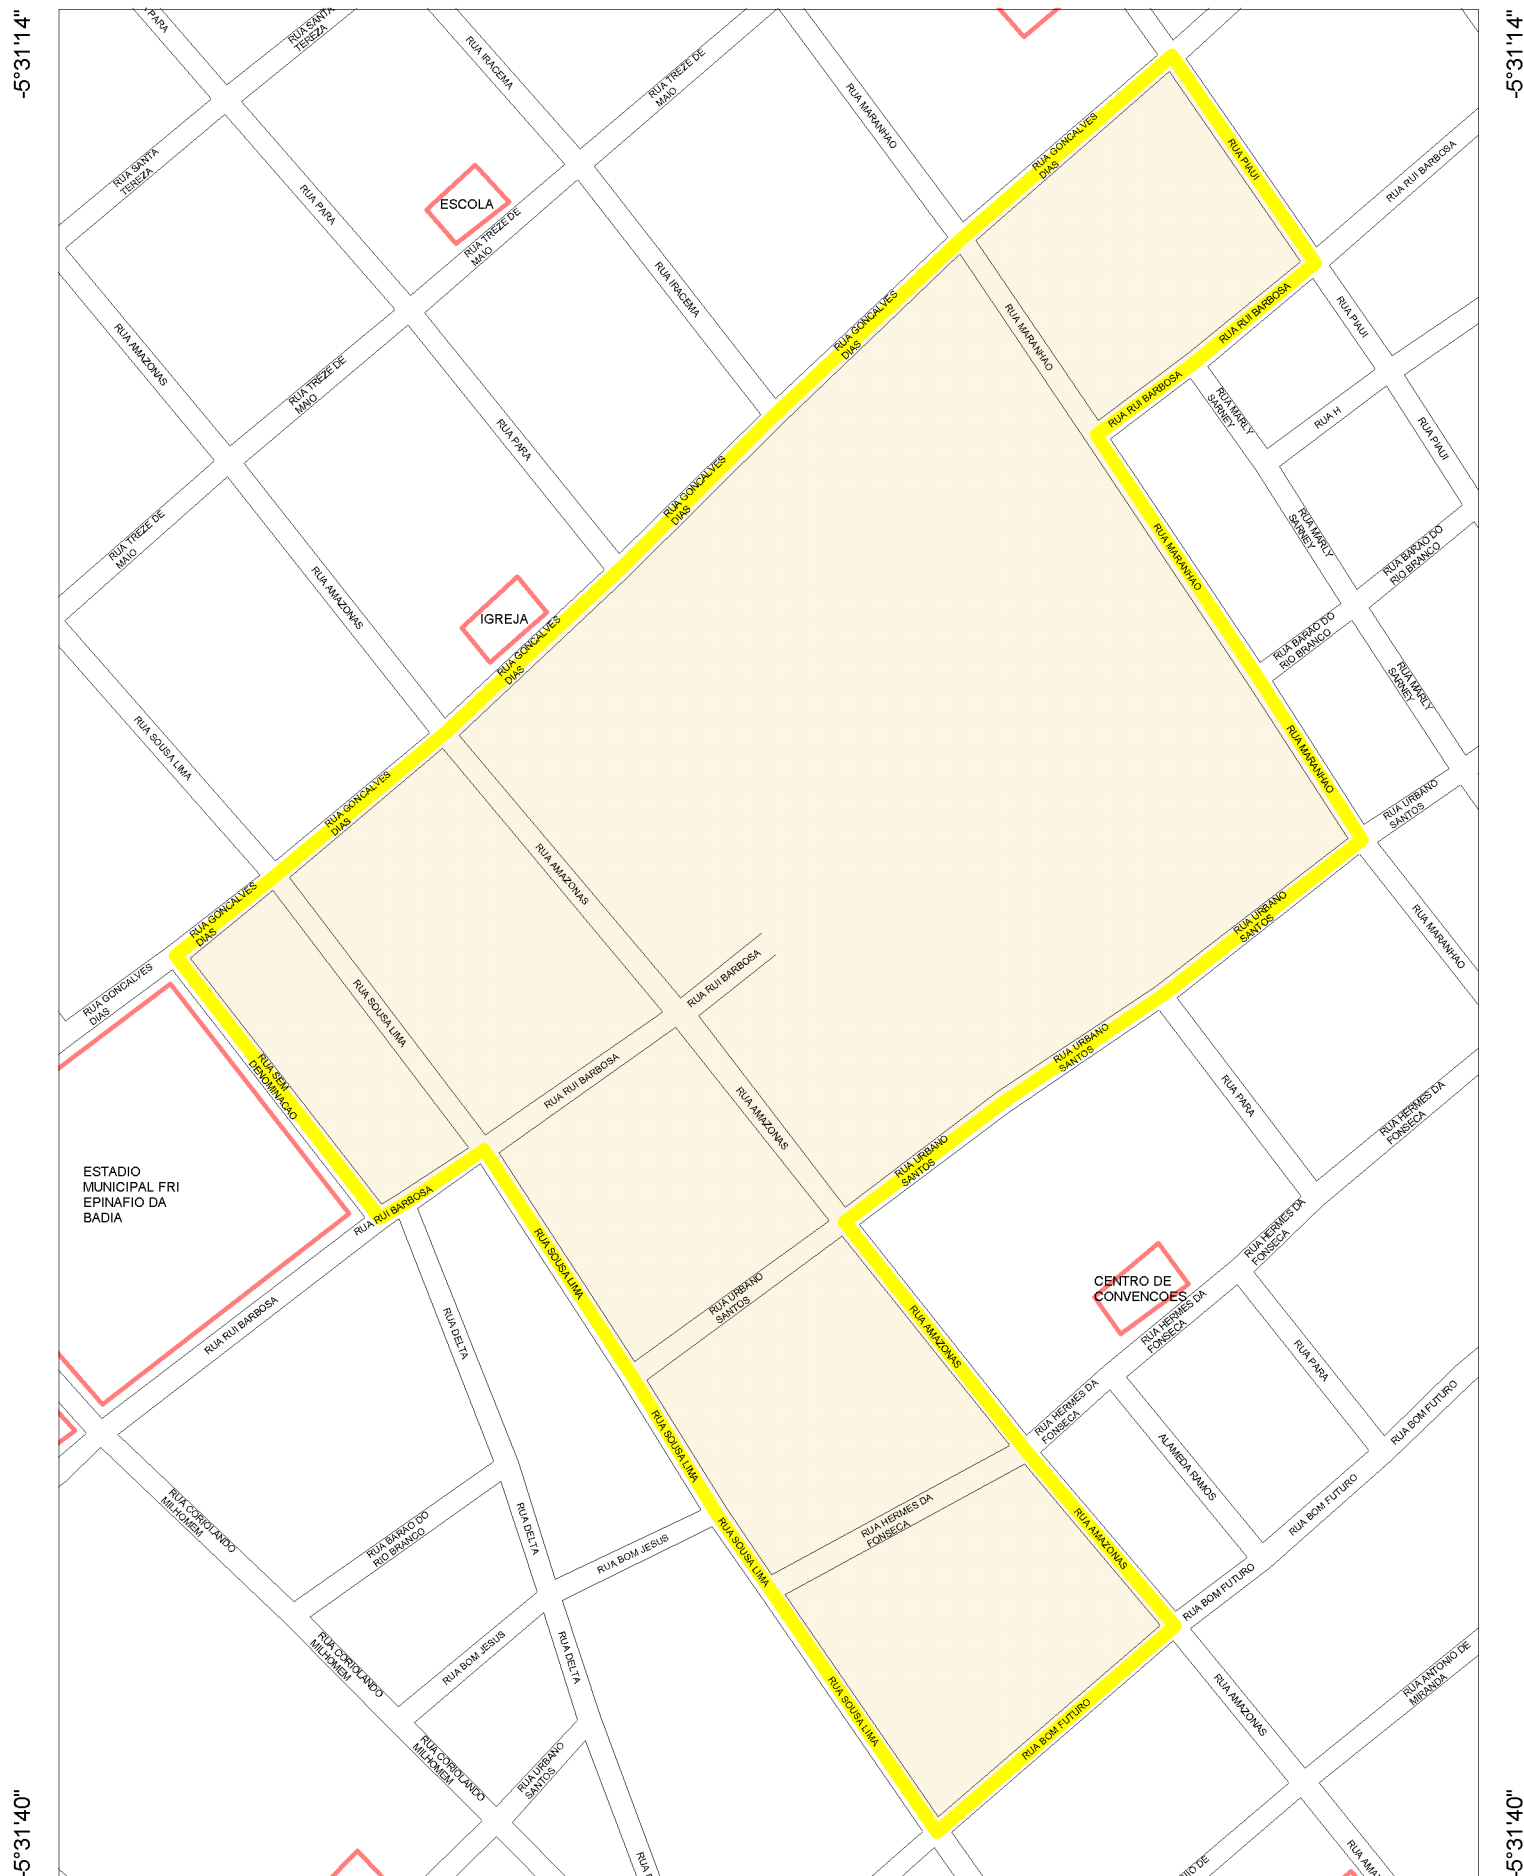 -5°31'14"
-5°31'14"
PARA
RUA SANTA
TEREZA
RUA IRACEMA
RUA TREZE DE
MAIO
RUA MARANHAO
RUA GONCALVES
DIAS
RUA PIAUI
RUA RUI BARBOSA
RUA SANTA
TEREZA
RUA PARA
ESCOLA
RUA TREZE DE
MAIO
RUA IRACEMA
RUA GONCALVES
DIAS
RUA MARANHAO
RUA RUI BARBOSA
RUA PIAUI
RUA AMAZONAS
RUA TREZE DE
MAIO
RUA PARA
RUA RUI BARBOSA
RUA MARLY
SARNEY
RUA H
RUA PIAUI
RUA TREZE DE
MAIO
RUA AMAZONAS
RUA GONCALVES
DIAS
RUA MARANHAO
RUA MARLY
SARNEY
RUA BARAO DO
RIO BRANCO
IGREJA
RUA GONCALVES
DIAS
RUA BARAO DO
RIO BRANCO
RUA MARLY
SARNEY
RUA SOUSA LIMA
RUA GONCALVES
DIAS
RUA MARANHAO
RUA URBANO
SANTOS
RUA AMAZONAS
RUA GONCALVES
DIAS
RUA URBANO
SANTOS
RUA MARANHAO
RUA GONCALVES
DIAS
RUA SOUSA LIMA
RUA RUI BARBOSA
RUA SEM
DENOMINACAO
RUA RUI BARBOSA
RUA AMAZONAS
RUA URBANO
SANTOS
RUA PARA
RUA HERMES DA
FONSECA
ESTADIO
MUNICIPAL FRI
EPINAFIO DA
BADIA
RUA RUI BARBOSA
RUA URBANO
SANTOS
RUA HERMES DA
FONSECA
RUA SOUSA LIMA
RUA URBANO
SANTOS
CENTRO DE
CONVENCOES
RUA HERMES DA
FONSECA
RUA RUI BARBOSA
RUA DELTA
RUA AMAZONAS
RUA PARA
RUA HERMES DA
FONSECA
RUA BOM FUTURO
RUA SOUSA LIMA
ALAMEDA RAMOS
RUA CORIOLANDO
MILHOMEM
RUA BARAO DO
RIO BRANCO
RUA DELTA
RUA BOM JESUS
RUA SOUSA LIMA
RUA HERMES DA
FONSECA
RUA AMAZONAS
RUA BOM FUTURO
RUA BOM FUTURO
RUA CORIOLANDO
MILHOMEM
RUA BOM JESUS
RUA DELTA
RUA SOUSA LIMA
RUA BOM FUTURO
RUA AMAZONAS
RUA ANTONIO DE
MIRANDA
RUA CORIOLANDO
MILHOMEM
RUA URBANO
SANTOS
RUA
RUA AMA
-5°31'40"
-5°31'40"